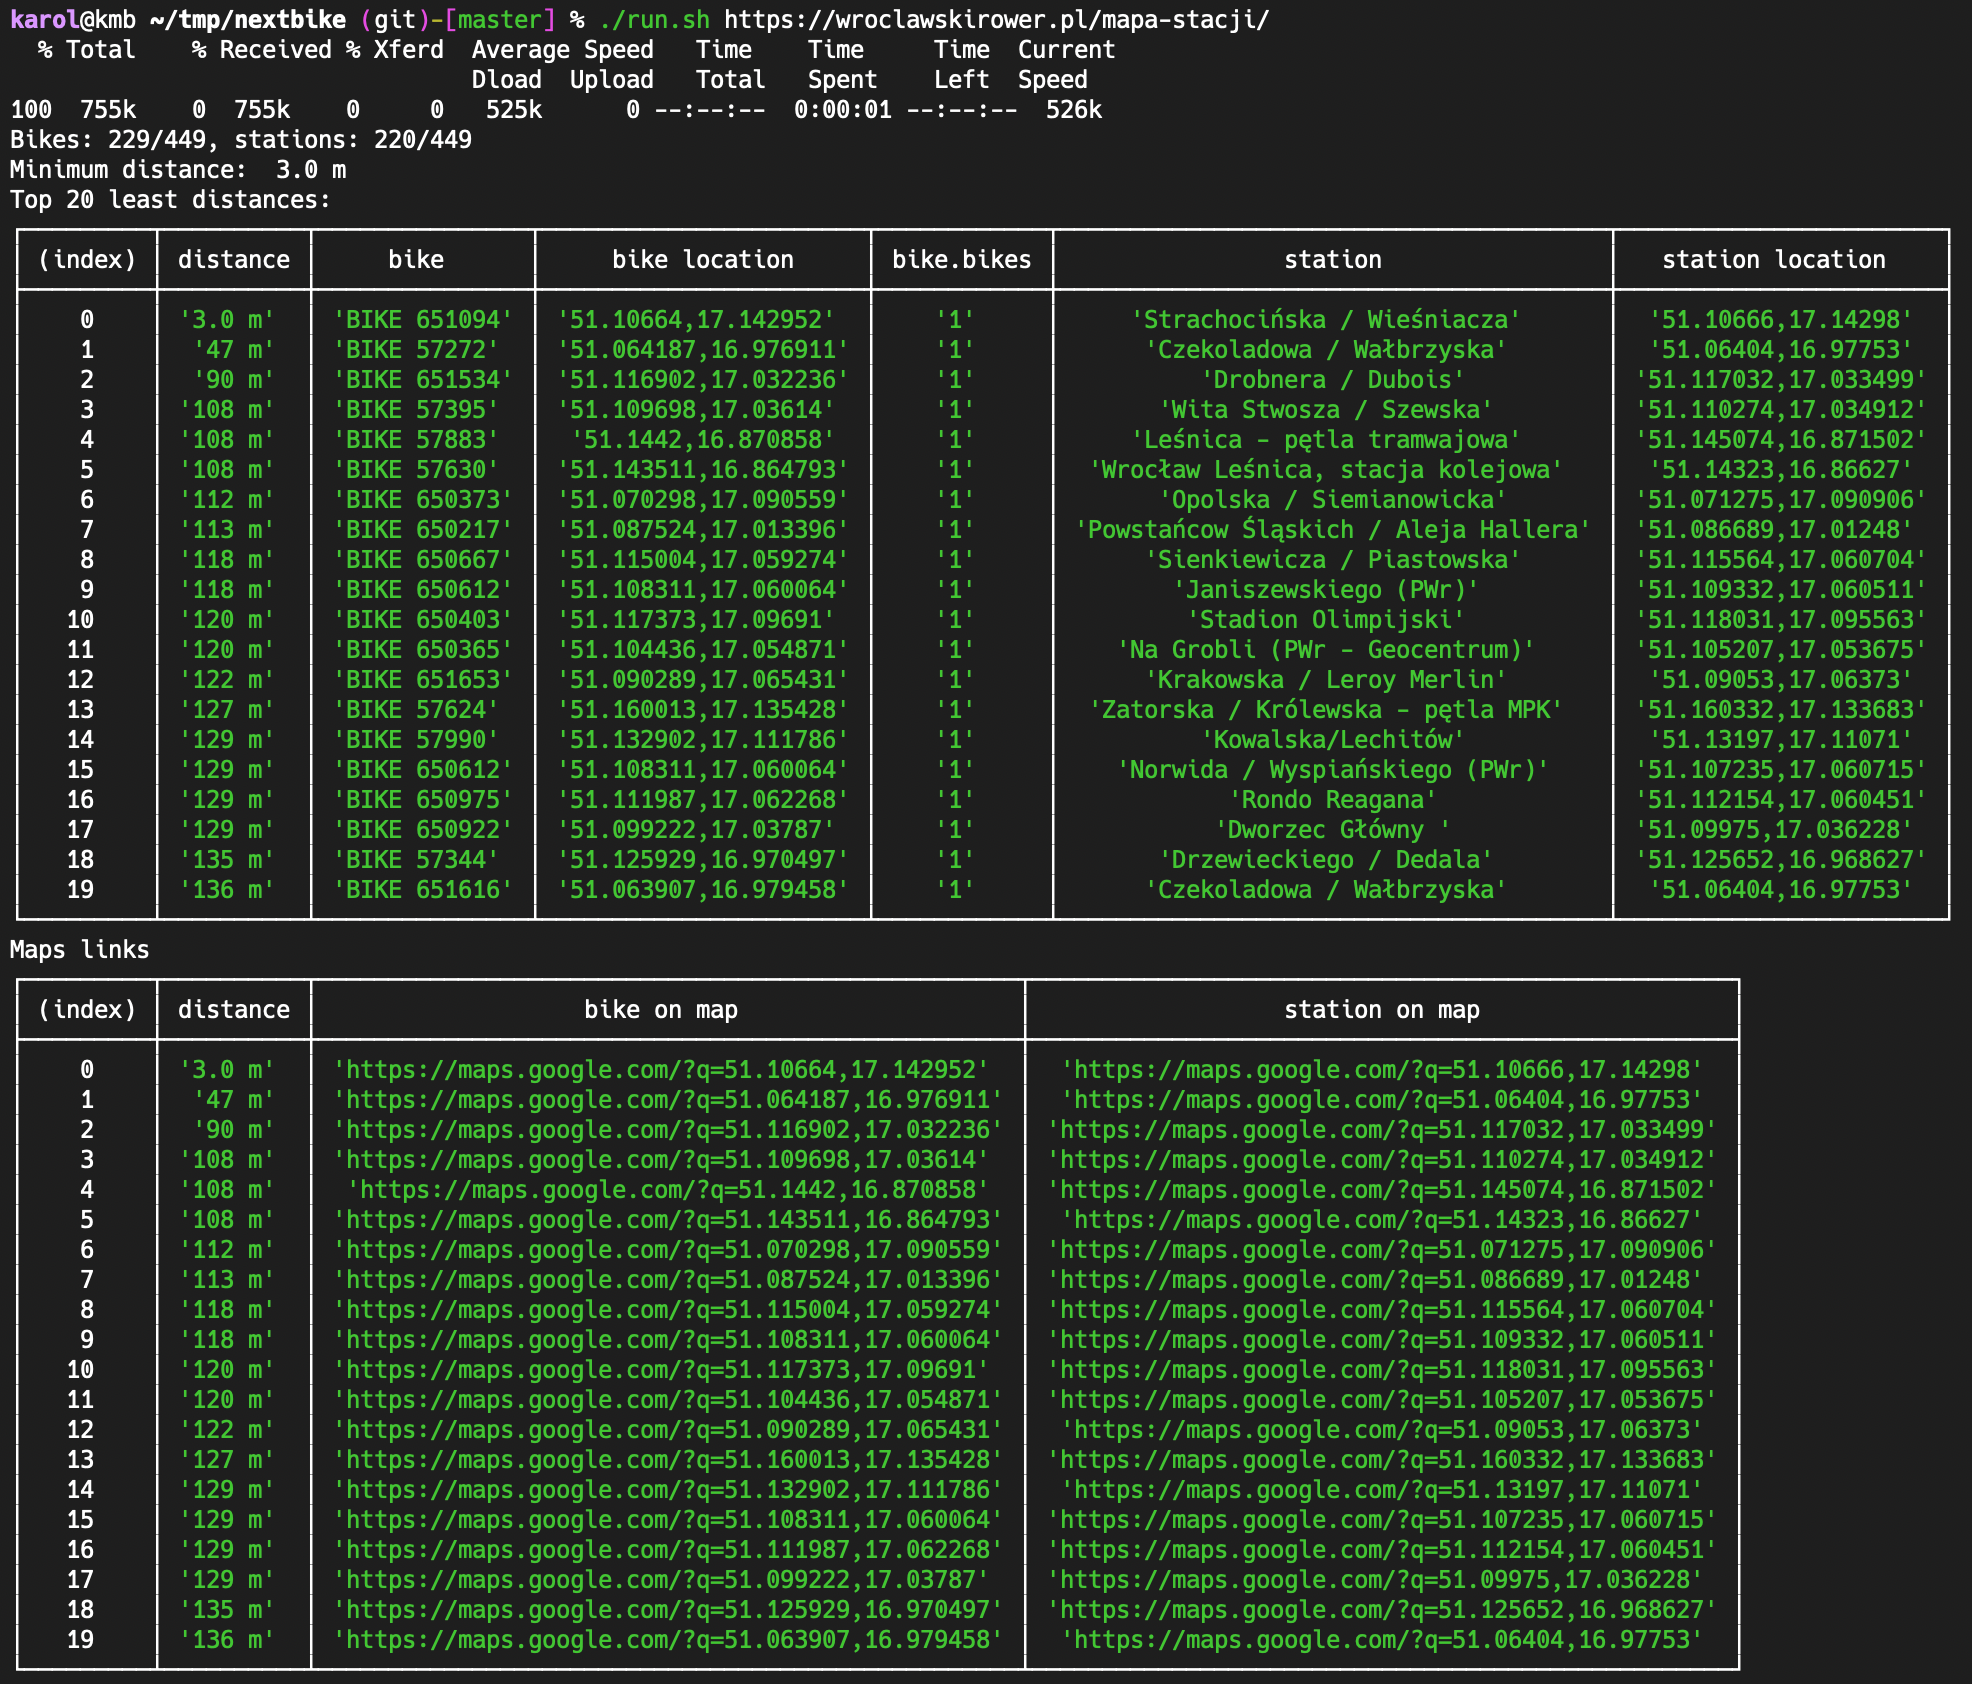 karol@kmb ~/tmp/nextbike (git)-[master] % ./run.sh https://wroclawskirower.pl/mapa-stacji/
% Total % Received % Xferd Average Speed Time Time Time Current
Dload Upload Total Spent Left Speed
100 755k 0 755k 0 0 525k 0 --:--:-- 0:00:01 --:--:-- 526k
Bikes: 229/449, stations: 220/449
Minimum distance: 3.0 m
Top 20 least distances:
(index) distance bike bike location bike.bikes station station location
0 '3.0 m' 'BIKE 651094' '51.10664,17.142952' '1' 'Strachocińska / Wieśniacza' '51.10666,17.14298'
1 '47 m' 'BIKE 57272' '51.064187,16.976911' '1' 'Czekoladowa / Wałbrzyska' '51.06404,16.97753'
2 '90 m' 'BIKE 651534' '51.116902,17.032236' '1' 'Drobnera / Dubois' '51.117032,17.033499'
3 '108 m' 'BIKE 57395' '51.109698,17.03614' '1' 'Wita Stwosza / Szewska' '51.110274,17.034912'
4 '108 m' 'BIKE 57883' '51.1442,16.870858' '1' 'Leśnica - pętla tramwajowa' '51.145074,16.871502'
5 '108 m' 'BIKE 57630' '51.143511,16.864793' '1' 'Wrocław Leśnica, stacja kolejowa' '51.14323,16.86627'
6 '112 m' 'BIKE 650373' '51.070298,17.090559' '1' 'Opolska / Siemianowicka' '51.071275,17.090906'
7 '113 m' 'BIKE 650217' '51.087524,17.013396' '1' 'Powstańcow Śląskich / Aleja Hallera' '51.086689,17.01248'
8 '118 m' 'BIKE 650667' '51.115004,17.059274' '1' 'Sienkiewicza / Piastowska' '51.115564,17.060704'
9 '118 m' 'BIKE 650612' '51.108311,17.060064' '1' 'Janiszewskiego (PWr)' '51.109332,17.060511'
10 '120 m' 'BIKE 650403' '51.117373,17.09691' '1' 'Stadion Olimpijski' '51.118031,17.095563'
11 '120 m' 'BIKE 650365' '51.104436,17.054871' '1' 'Na Grobli (PWr - Geocentrum)' '51.105207,17.053675'
12 '122 m' 'BIKE 651653' '51.090289,17.065431' '1' 'Krakowska / Leroy Merlin' '51.09053,17.06373'
13 '127 m' 'BIKE 57624' '51.160013,17.135428' '1' 'Zatorska / Królewska - pętla MPK' '51.160332,17.133683'
14 '129 m' 'BIKE 57990' '51.132902,17.111786' '1' 'Kowalska/Lechitów' '51.13197,17.11071'
15 '129 m' 'BIKE 650612' '51.108311,17.060064' '1' 'Norwida / Wyspiańskiego (PWr)' '51.107235,17.060715'
16 '129 m' 'BIKE 650975' '51.111987,17.062268' '1' 'Rondo Reagana' '51.112154,17.060451'
17 '129 m' 'BIKE 650922' '51.099222,17.03787' '1' 'Dworzec Główny ' '51.09975,17.036228'
18 '135 m' 'BIKE 57344' '51.125929,16.970497' '1' 'Drzewieckiego / Dedala' '51.125652,16.968627'
19 '136 m' 'BIKE 651616' '51.063907,16.979458' '1' 'Czekoladowa / Wałbrzyska' '51.06404,16.97753'
Maps links
(index) distance bike on map station on map
0 '3.0 m' 'https://maps.google.com/?q=51.10664,17.142952' 'https://maps.google.com/?q=51.10666,17.14298'
1 '47 m' 'https://maps.google.com/?q=51.064187,16.976911' 'https://maps.google.com/?q=51.06404,16.97753'
2 '90 m' 'https://maps.google.com/?q=51.116902,17.032236' 'https://maps.google.com/?q=51.117032,17.033499'
3 '108 m' 'https://maps.google.com/?q=51.109698,17.03614' 'https://maps.google.com/?q=51.110274,17.034912'
4 '108 m' 'https://maps.google.com/?q=51.1442,16.870858' 'https://maps.google.com/?q=51.145074,16.871502'
5 '108 m' 'https://maps.google.com/?q=51.143511,16.864793' 'https://maps.google.com/?q=51.14323,16.86627'
6 '112 m' 'https://maps.google.com/?q=51.070298,17.090559' 'https://maps.google.com/?q=51.071275,17.090906'
7 '113 m' 'https://maps.google.com/?q=51.087524,17.013396' 'https://maps.google.com/?q=51.086689,17.01248'
8 '118 m' 'https://maps.google.com/?q=51.115004,17.059274' 'https://maps.google.com/?q=51.115564,17.060704'
9 '118 m' 'https://maps.google.com/?q=51.108311,17.060064' 'https://maps.google.com/?q=51.109332,17.060511'
10 '120 m' 'https://maps.google.com/?q=51.117373,17.09691' 'https://maps.google.com/?q=51.118031,17.095563'
11 '120 m' 'https://maps.google.com/?q=51.104436,17.054871' 'https://maps.google.com/?q=51.105207,17.053675'
12 '122 m' 'https://maps.google.com/?q=51.090289,17.065431' 'https://maps.google.com/?q=51.09053,17.06373'
13 '127 m' 'https://maps.google.com/?q=51.160013,17.135428' 'https://maps.google.com/?q=51.160332,17.133683'
14 '129 m' 'https://maps.google.com/?q=51.132902,17.111786' 'https://maps.google.com/?q=51.13197,17.11071'
15 '129 m' 'https://maps.google.com/?q=51.108311,17.060064' 'https://maps.google.com/?q=51.107235,17.060715'
16 '129 m' 'https://maps.google.com/?q=51.111987,17.062268' 'https://maps.google.com/?q=51.112154,17.060451'
17 '129 m' 'https://maps.google.com/?q=51.099222,17.03787' 'https://maps.google.com/?q=51.09975,17.036228'
18 '135 m' 'https://maps.google.com/?q=51.125929,16.970497' 'https://maps.google.com/?q=51.125652,16.968627'
19 '136 m' 'https://maps.google.com/?q=51.063907,16.979458' 'https://maps.google.com/?q=51.06404,16.97753'